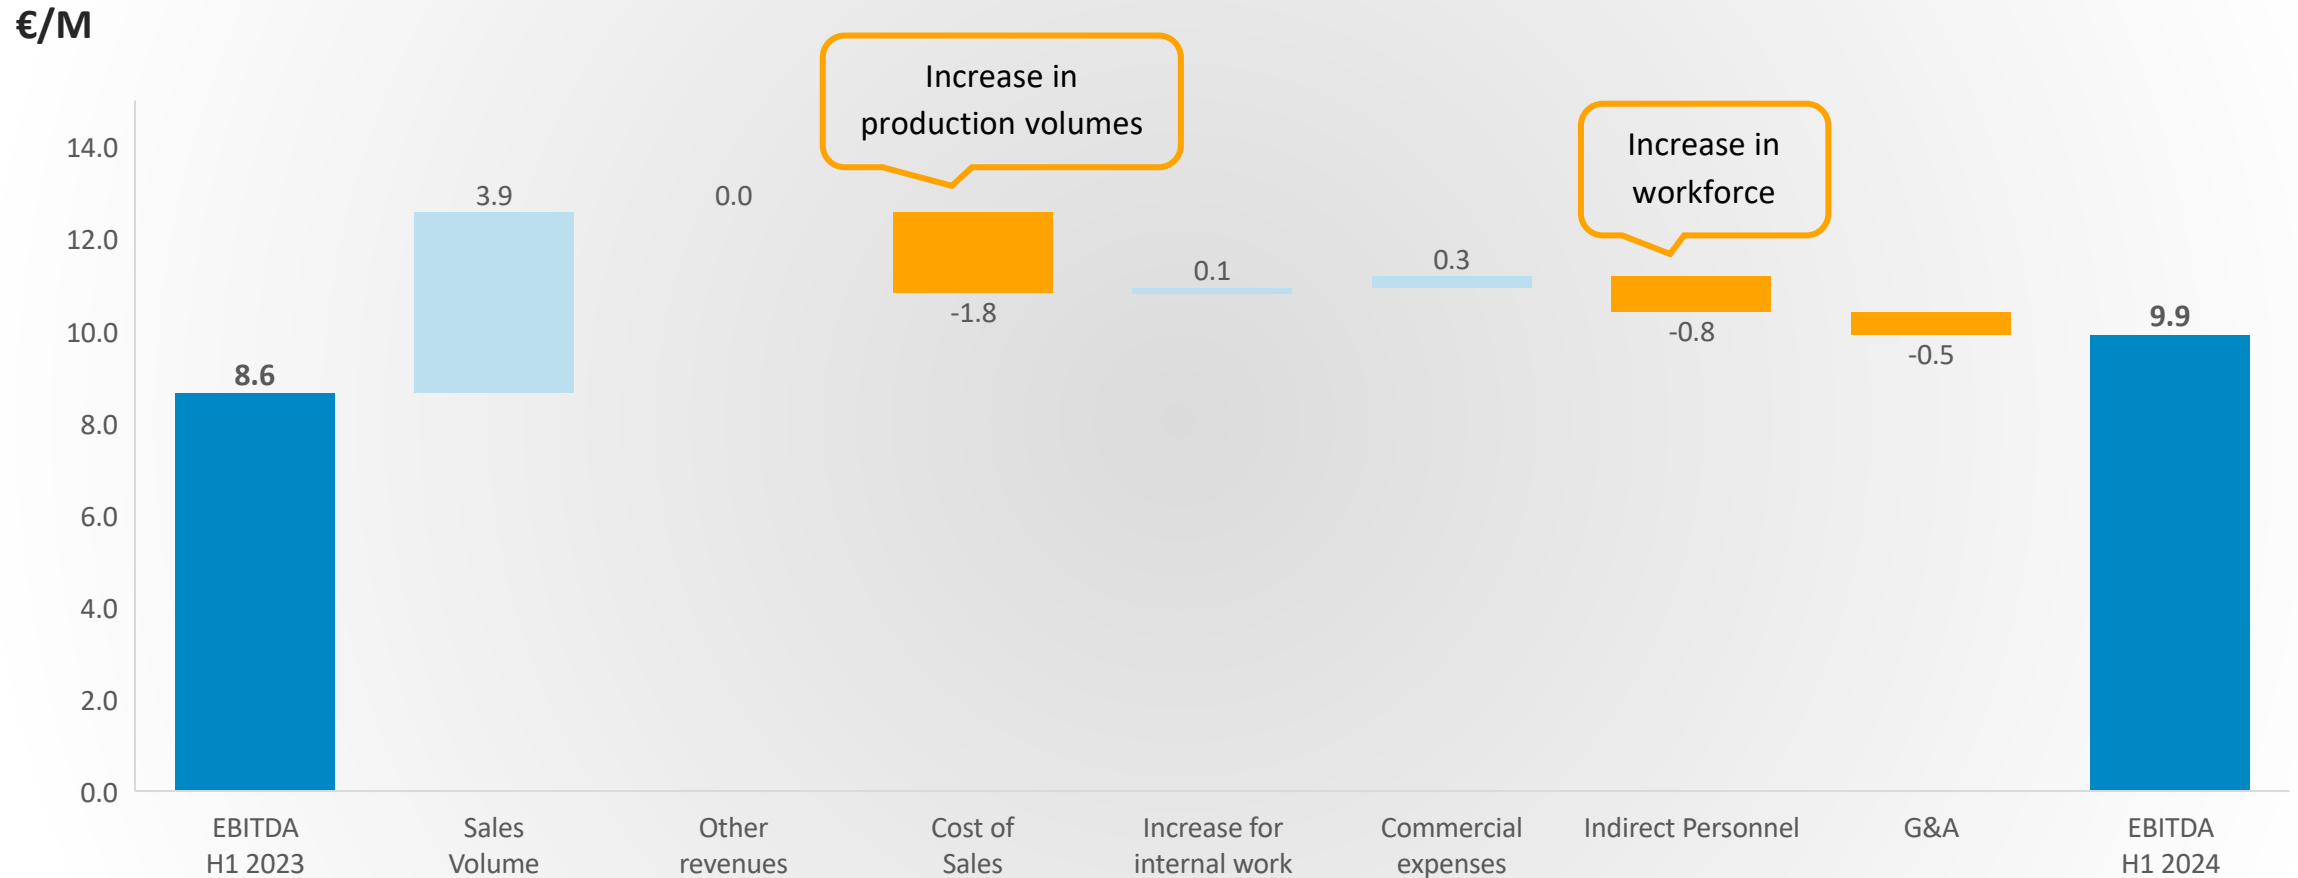 €/M
Increase in
production volumes
Increase in
workforce
14.0
12.0
10.0
8.0
6.0
4.0
2.0
0.0
8.6
3.9
0.0
-1.8
0.1
0.3
-0.8
-0.5
9.9
EBITDA
H1 2023
Sales
Volume
Other
revenues
Cost of
Sales
Increase for
internal work
Commercial
expenses
Indirect Personnel
G&A
EBITDA
H1 2024